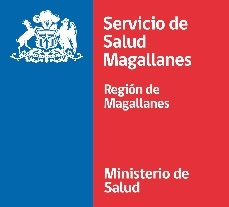 Servicio de
Salud
Magallanes
Región de
Magallanes
Ministerio de
Salud